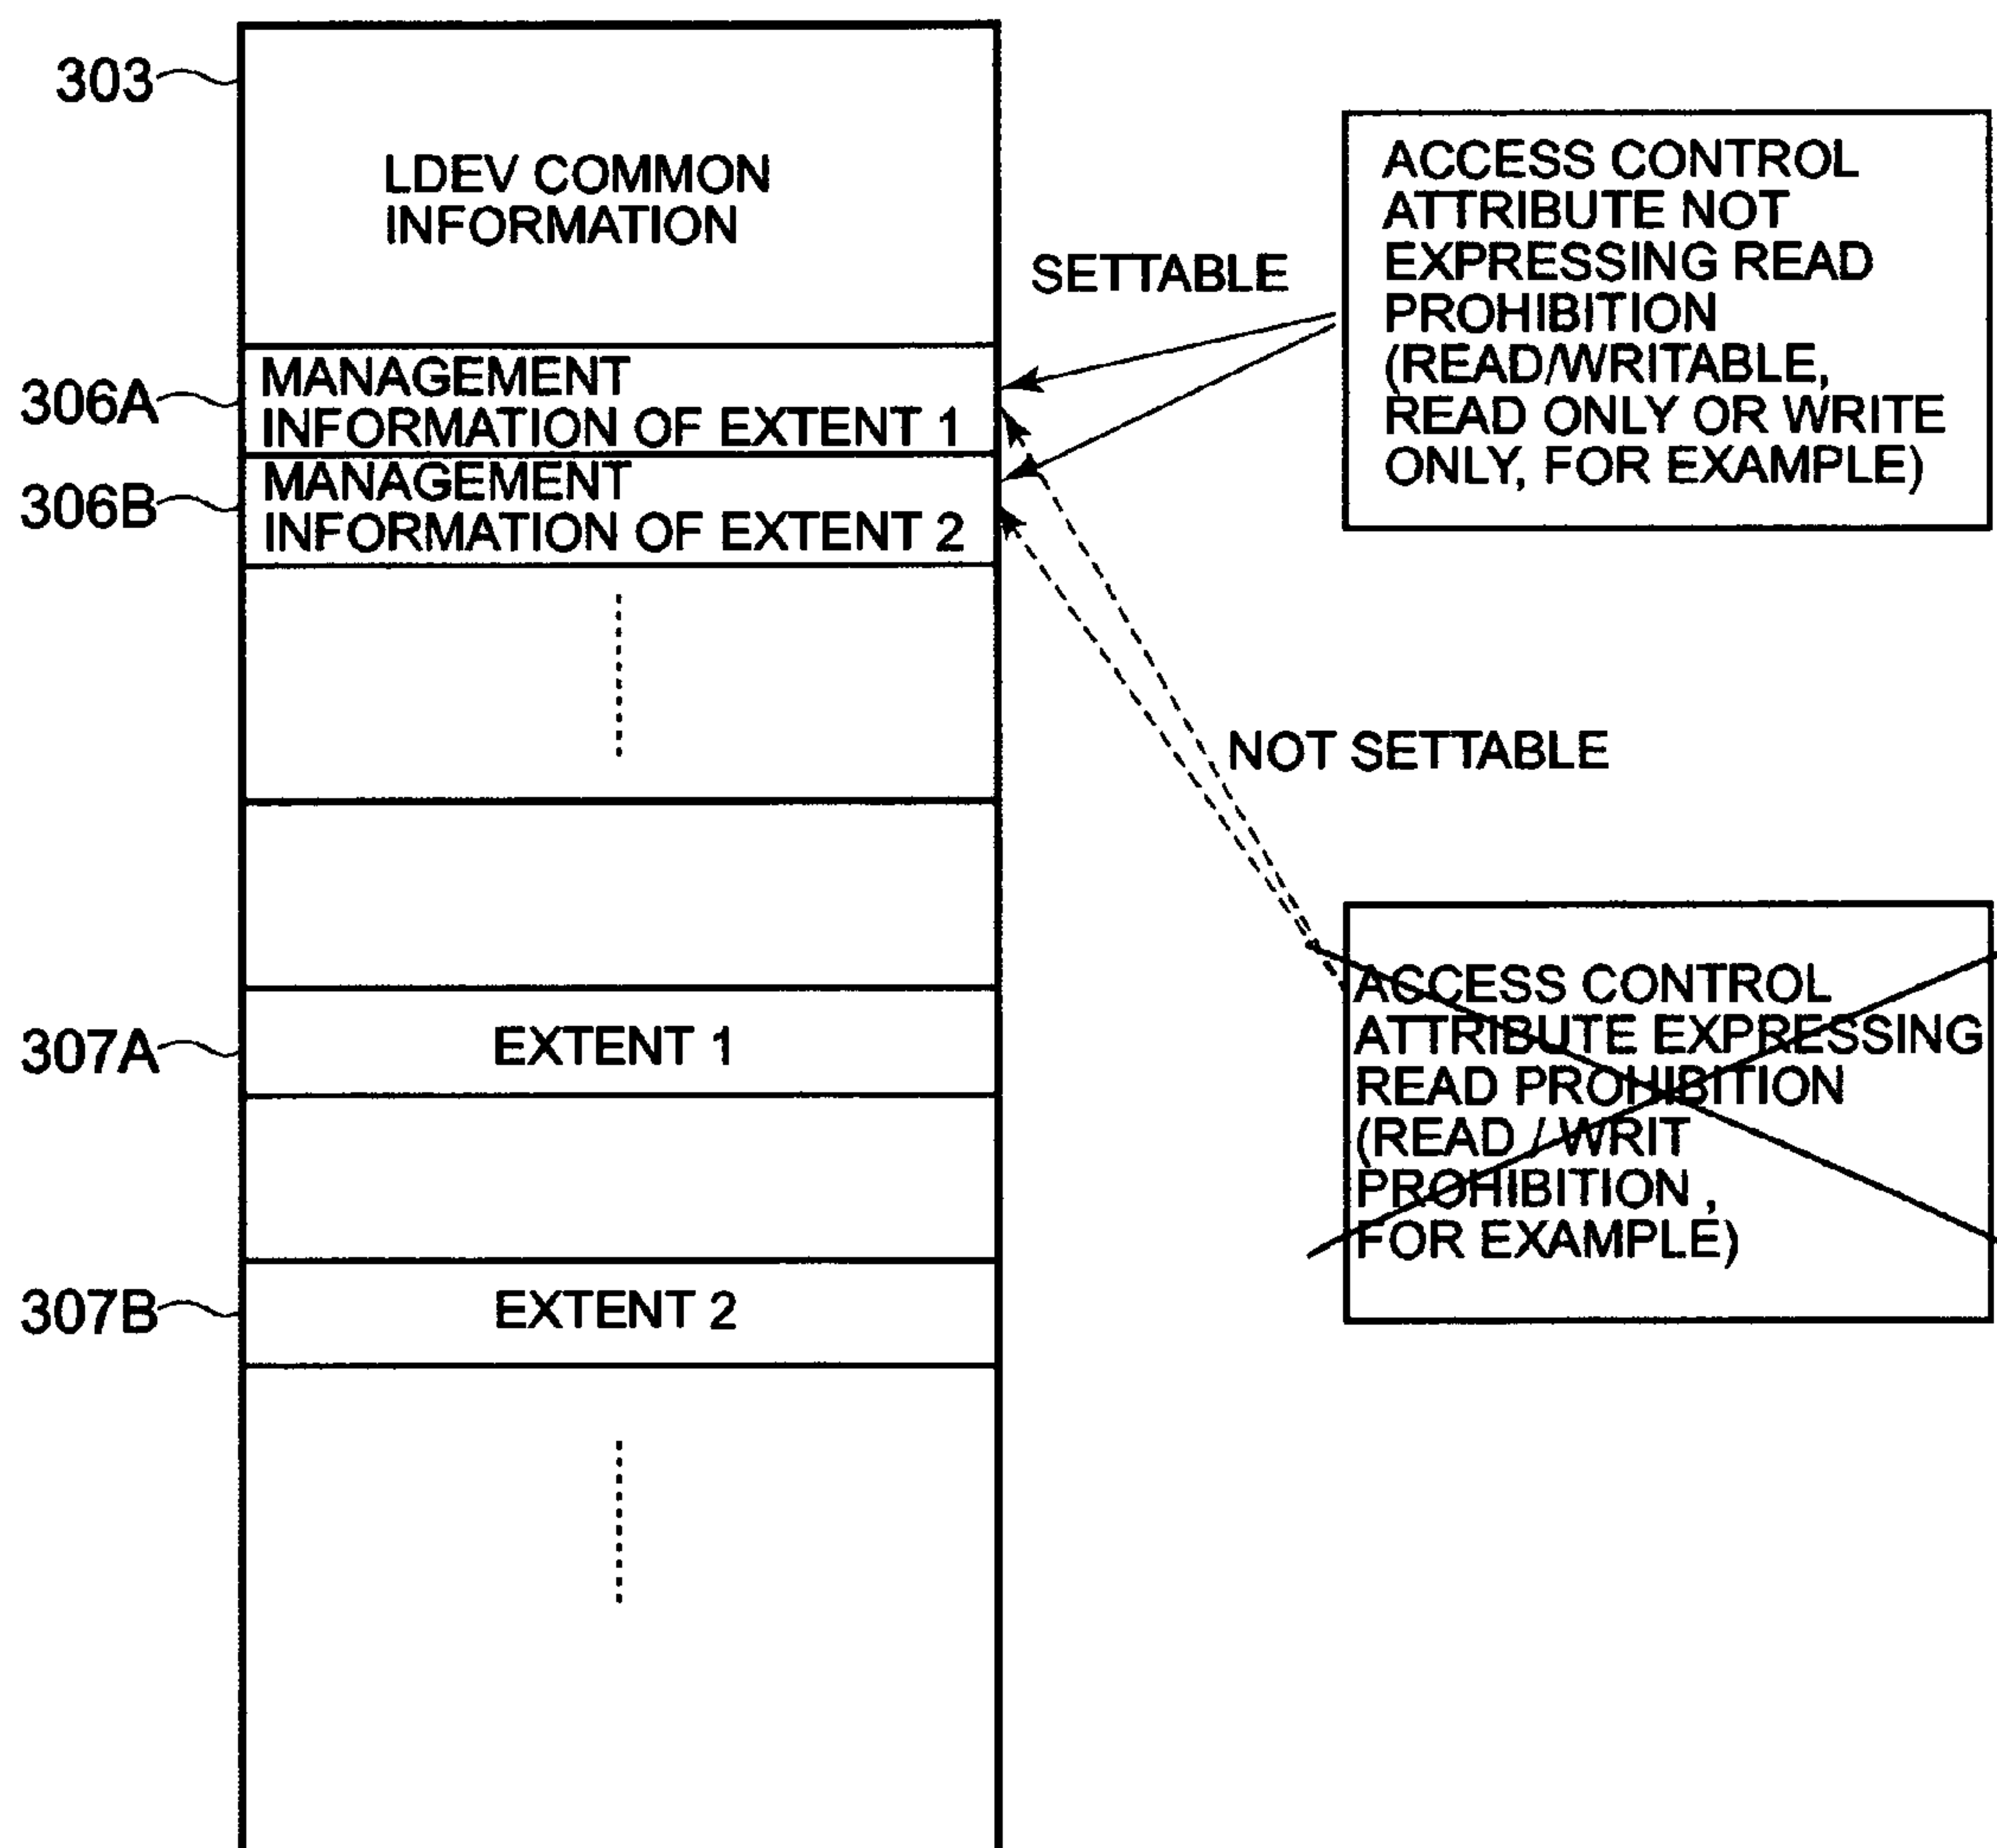 303
LDEV COMMON
INFORMATION
306A
MANAGEMENT
INFORMATION OF EXTENT 1
306B
MANAGEMENT
INFORMATION OF EXTENT 2
307A
EXTENT 1
307B
EXTENT 2
SETTABLE
ACCESS CONTROL
ATTRIBUTE NOT
EXPRESSING READ
PROHIBITION
(READ/WRITABLE,
READ ONLY OR WRITE
ONLY, FOR EXAMPLE)
NOT SETTABLE
ACCESS CONTROL
ATTRIBUTE EXPRESSING
READ PROHIBITION
(READ / WRIT
PROHIBITION ,
FOR EXAMPLE)